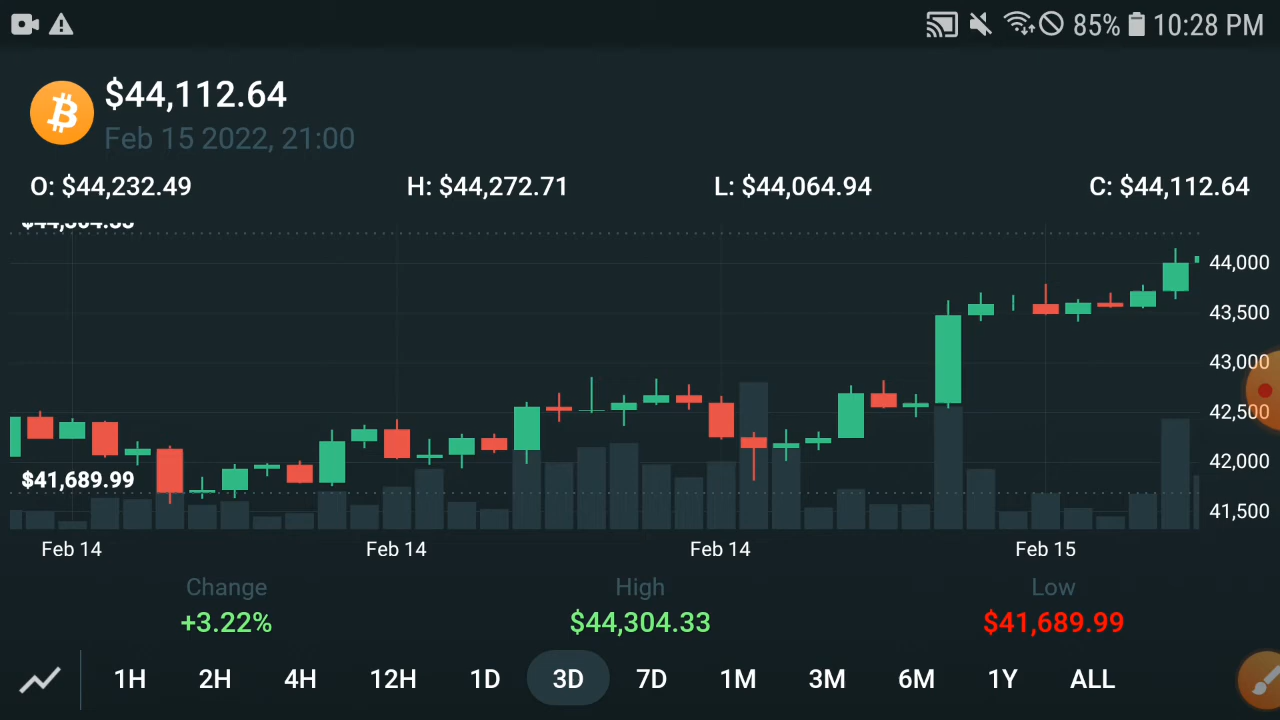 85% 10:28 PM
$44,112.64
Feb 15 2022, 21:00
O: $44,232.49 H: $44,272.71 L: $44,064.94 C: $44,112.64
$44,304.33
44,000
43,500
43,000
42,500
42,000
$41,689.99
41,500
Feb 14 Feb 14 Feb 14 Feb 15
Change High Low
+3.22% $44,304.33 $41,689.99
1H 2H 4H 12H 1D 3D 7D 1M 3M 6M 1Y ALL